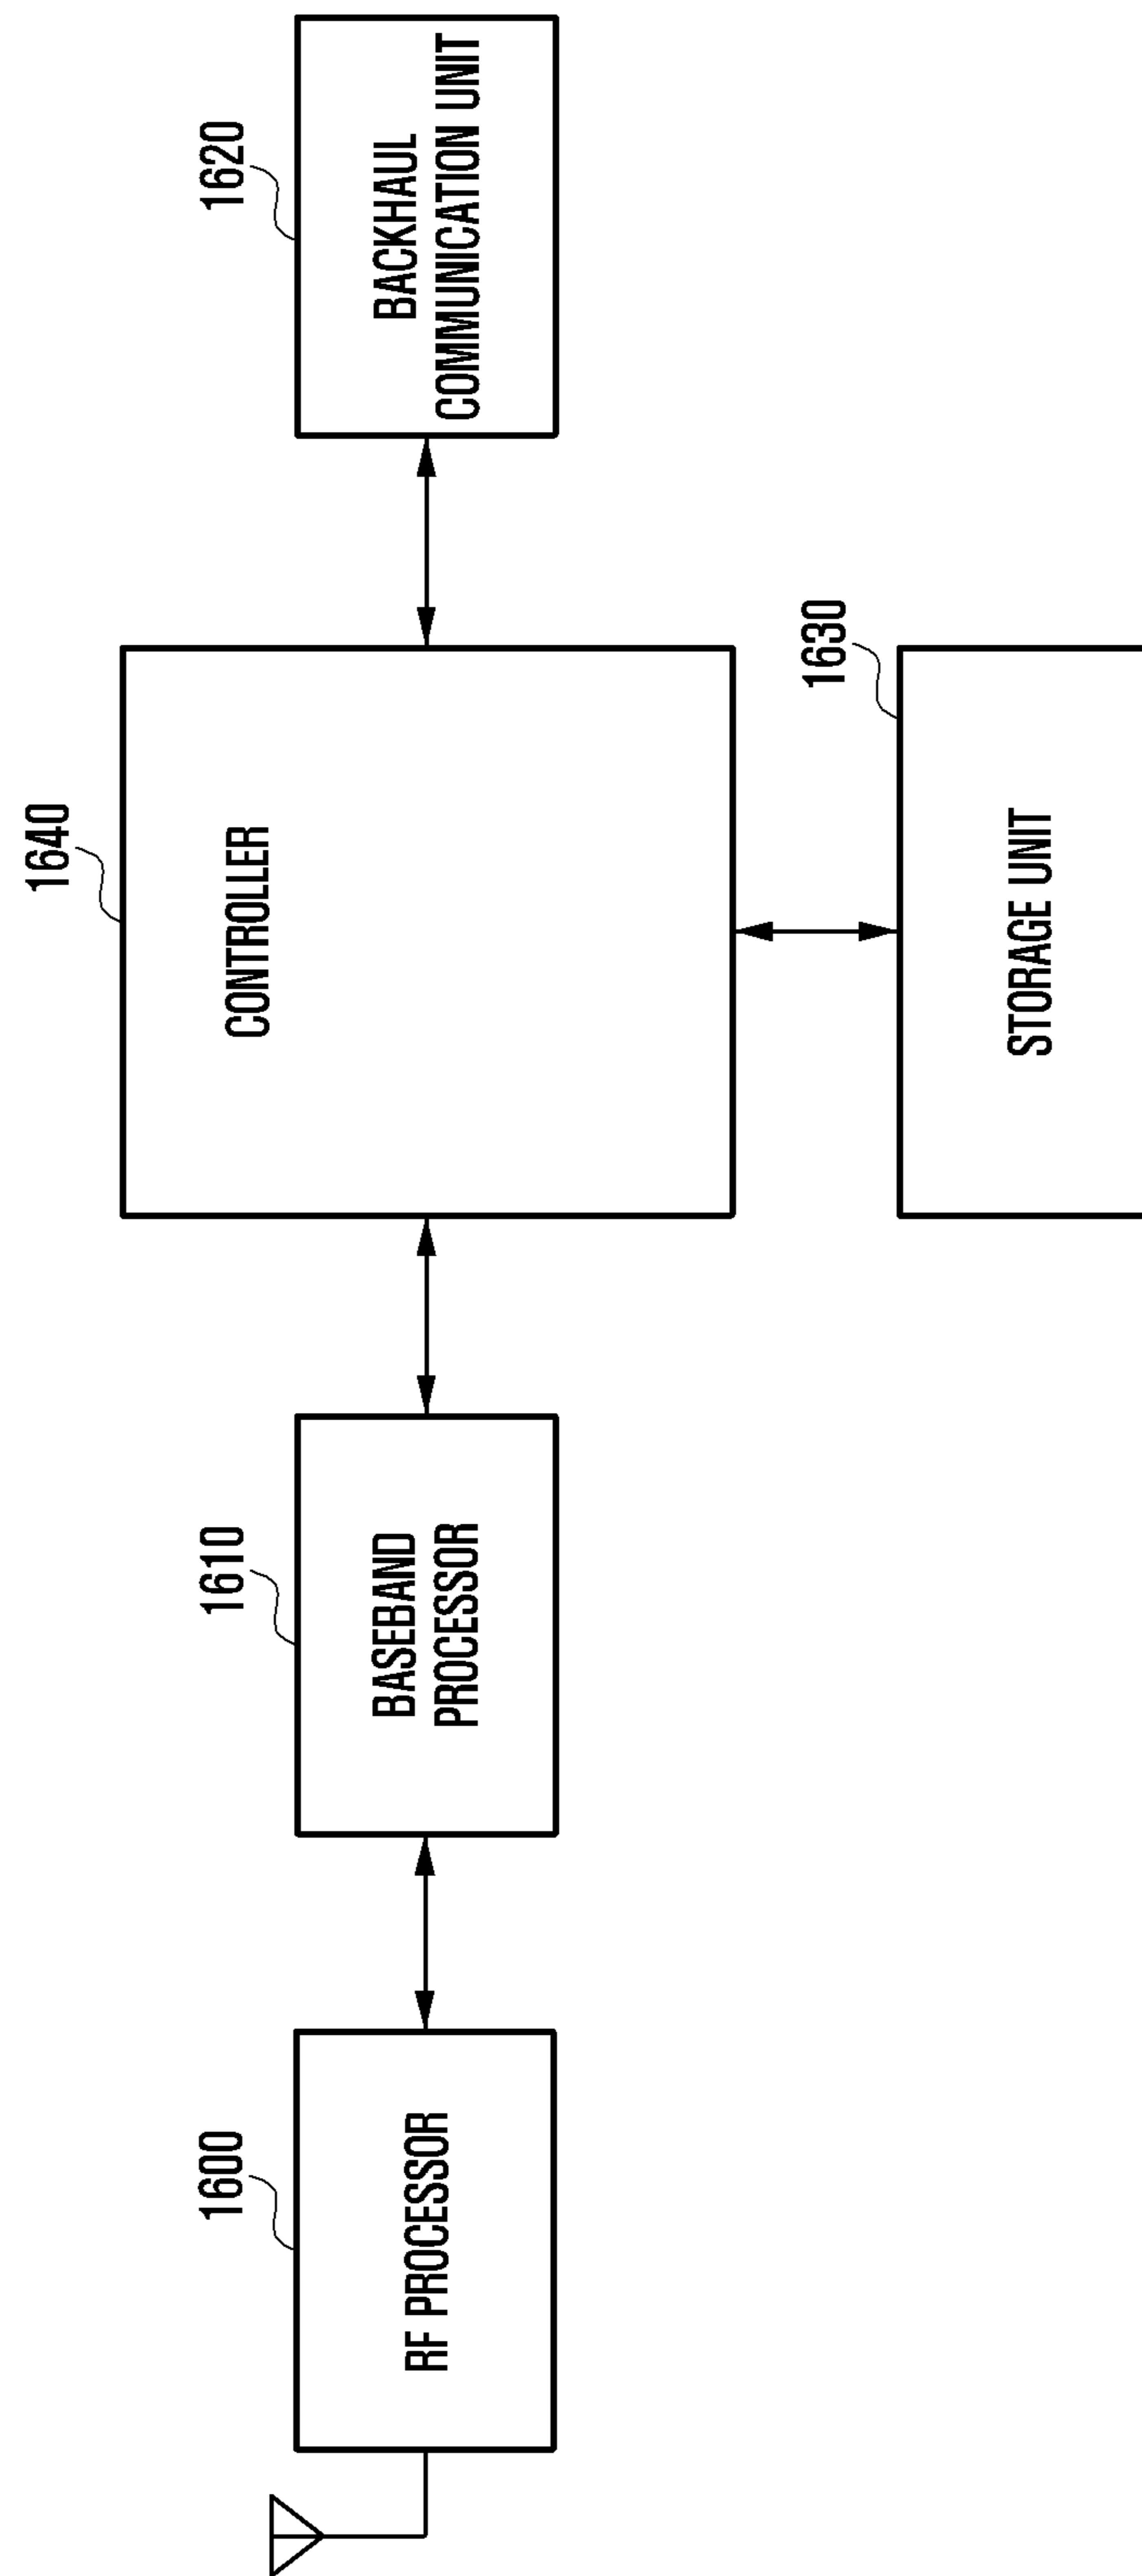 1640
1600
1610
1620
CONTROLLER
RF PROCESSOR
BASEBAND
PROCESSOR
BACKHAUL
COMMUNICATION UNIT
1630
STORAGE UNIT